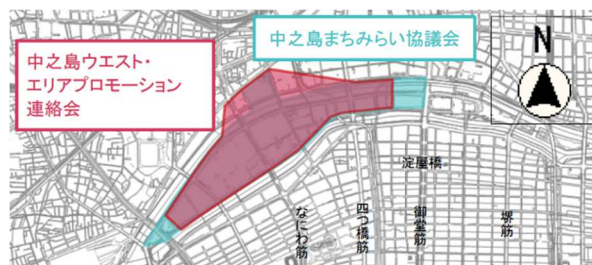 中之島ウエスト・
エリアプロモーション
連絡会
中之島まちみらい協議会
N
淀屋橋
なにわ筋
四つ橋筋
御堂筋
堺筋